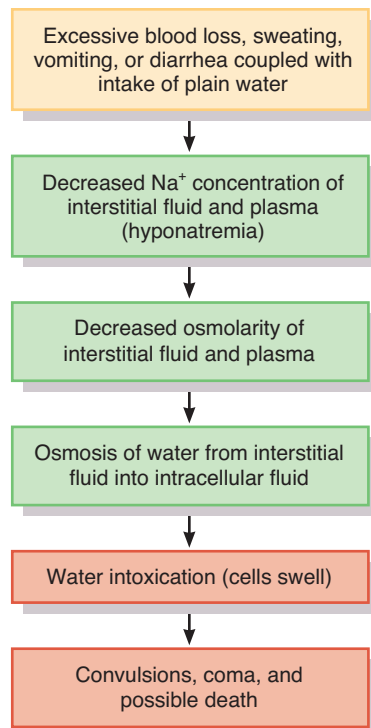 Excessive blood loss, sweating,
vomiting, or diarrhea coupled with
intake of plain water
Decreased Na⁺ concentration of
interstitial fluid and plasma
(hyponatremia)
Decreased osmolarity of
interstitial fluid and plasma
Osmosis of water from interstitial
fluid into intracellular fluid
Water intoxication (cells swell)
Convulsions, coma, and
possible death